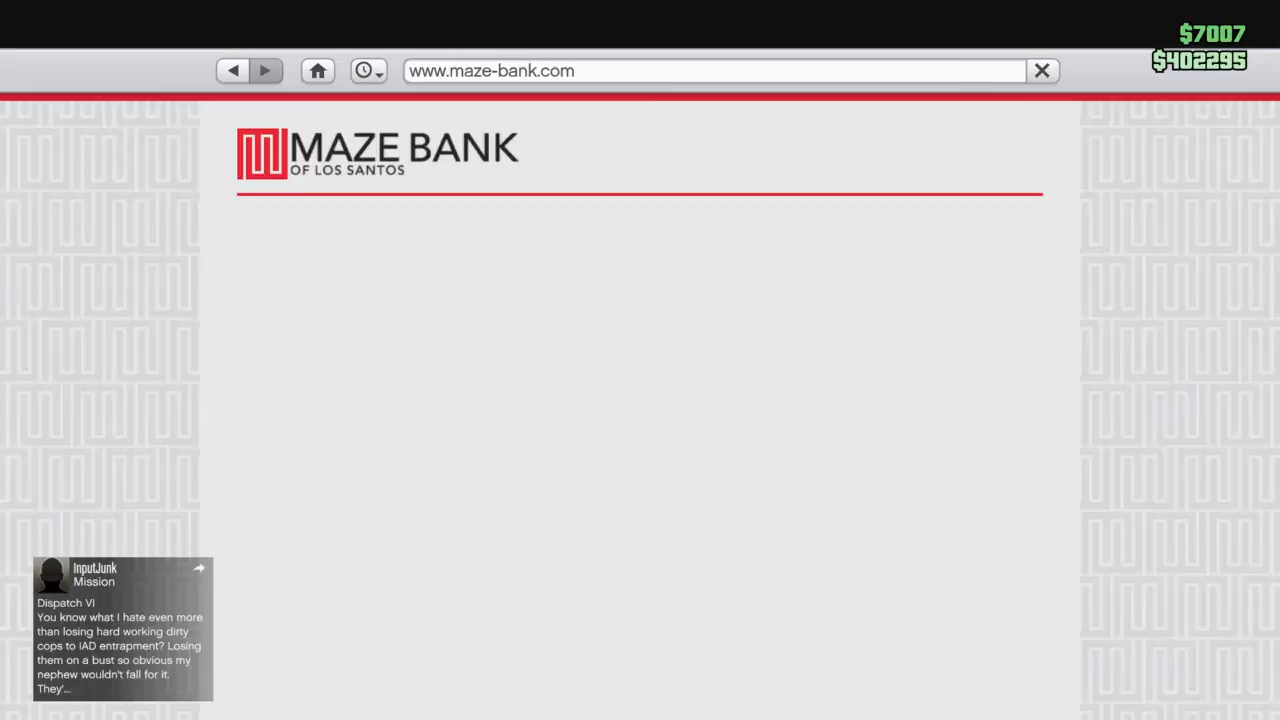 $7007
$402295
www.maze-bank.com
MAZE BANK
OF LOS SANTOS
InputJunk
Mission
Dispatch VI
You know what I hate even more
than losing hard working dirty
cops to IAD entrapment? Losing
them on a bust so obvious my
nephew wouldn't fall for it.
They'...